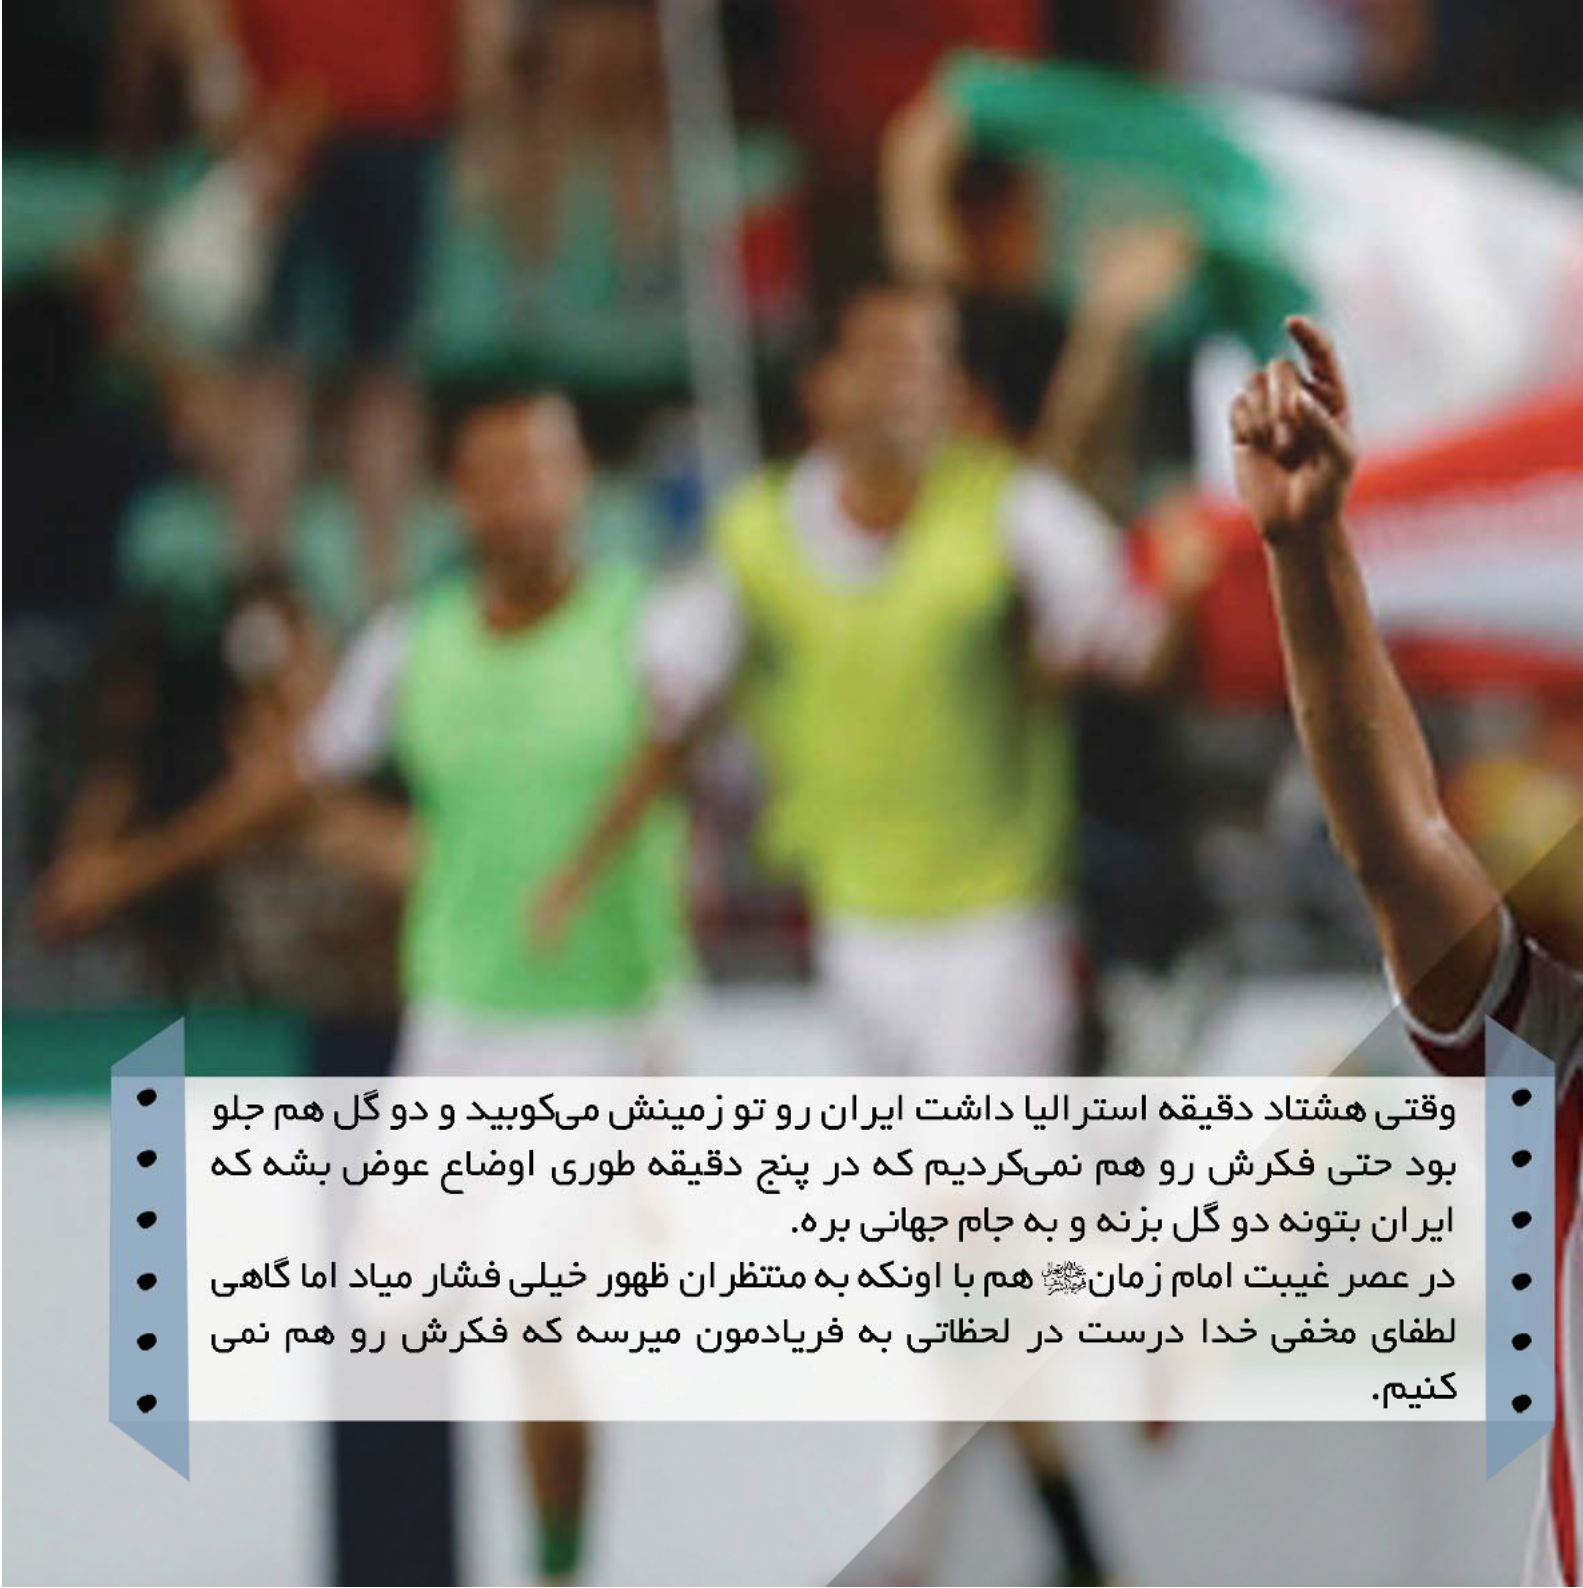 وقتی هشتاد دقیقه استرالیا داشت ایران رو تو زمینش می‌کوبید و دو گل هم جلو
بود حتی فکرش رو هم نمی‌کردیم که در پنج دقیقه طوری اوضاع عوض بشه که
ایران بتونه دو گل بزنه و به جام جهانی بره.
در عصر غیبت امام زمان هم با اونکه به منتظران ظهور خیلی فشار میاد اما گاهی
لطفای مخفی خدا درست در لحظاتی به فریادمون میرسه که فکرش رو هم نمی
کنیم.